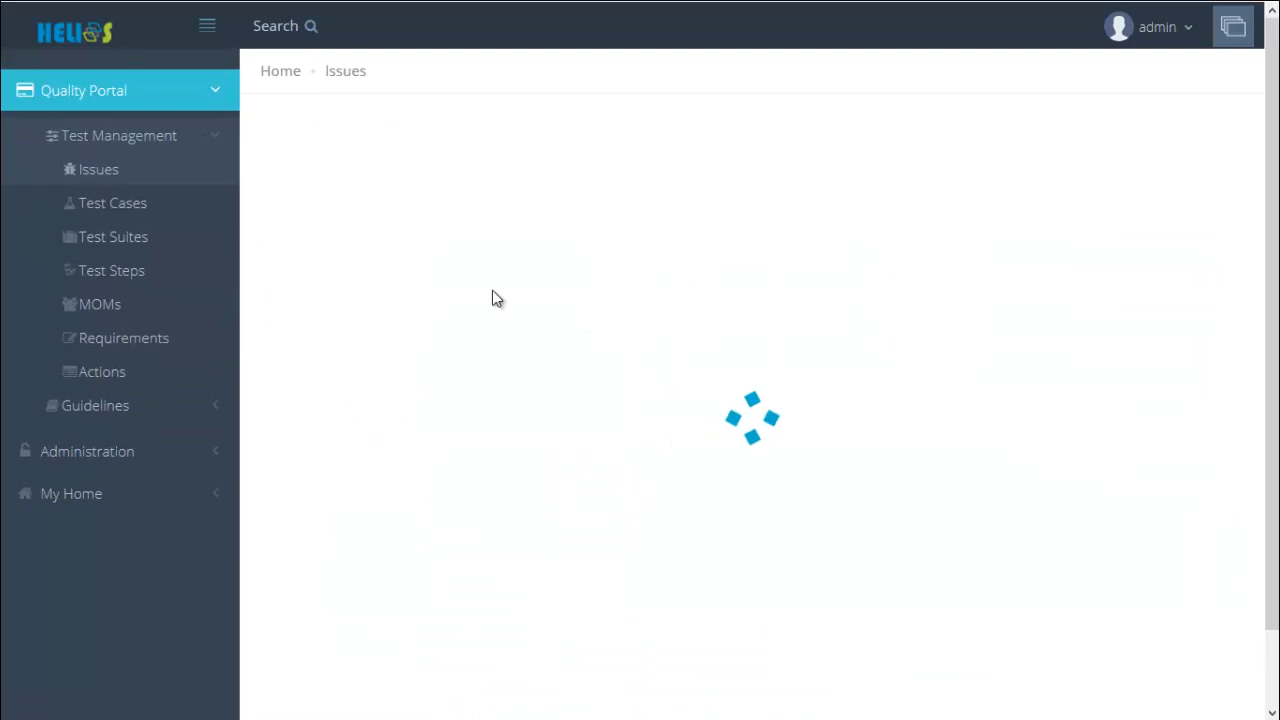 HELIOS
Search
admin
Home • Issues
Quality Portal
Test Management
Issues
Test Cases
Test Suites
Test Steps
MOMs
Requirements
Actions
Guidelines
Administration
My Home